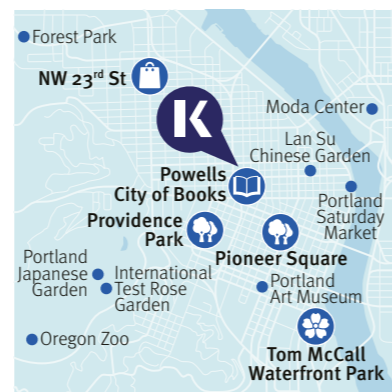 Forest Park
NW 23rd St
K
Moda Center
Lan Su
Chinese Garden
Powells
City of Books
Portland
Saturday
Market
Providence
Park
Pioneer Square
Portland
Japanese
Garden
International
Test Rose
Garden
Portland
Art Museum
Oregon Zoo
Tom McCall
Waterfront Park